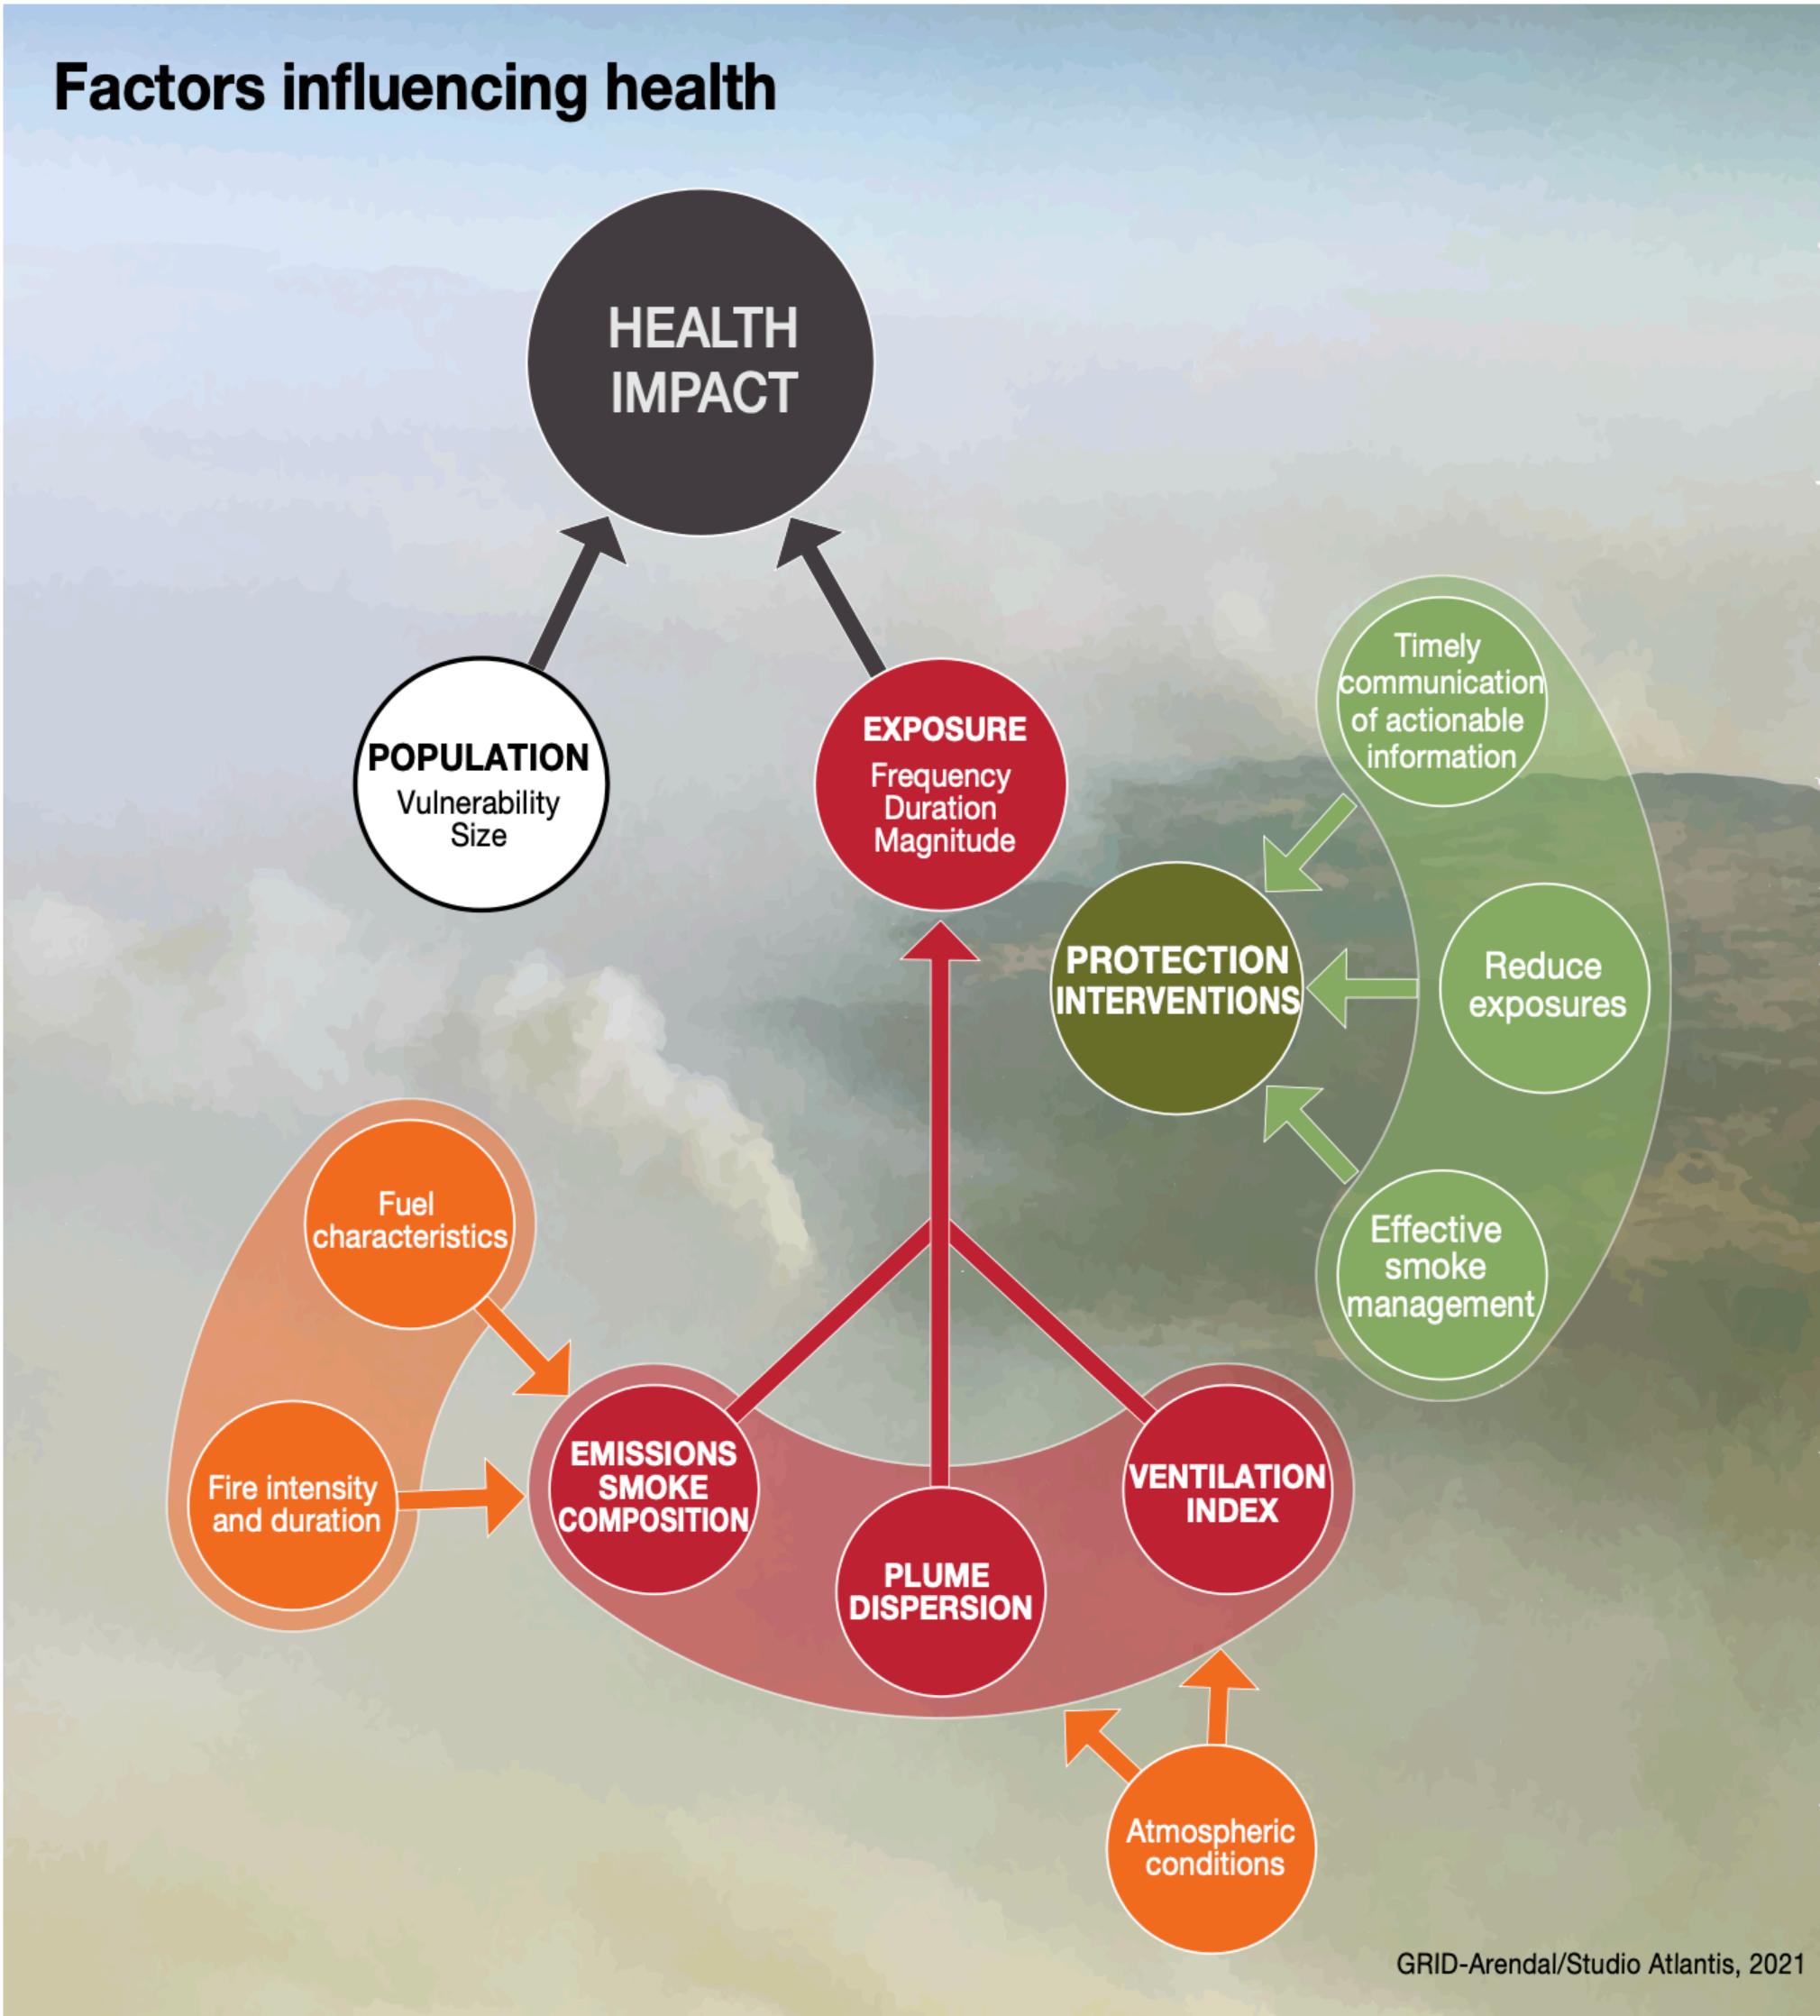 Factors influencing health
HEALTH
IMPACT
POPULATION
Vulnerability
Size
EXPOSURE
Frequency
Duration
Magnitude
Timely
communication
of actionable
information
PROTECTION
INTERVENTIONS
Reduce
exposures
Effective
smoke
management
Fuel
characteristics
Fire intensity
and duration
EMISSIONS
SMOKE
COMPOSITION
PLUME
DISPERSION
VENTILATION
INDEX
Atmospheric
conditions
GRID-Arendal/Studio Atlantis, 2021